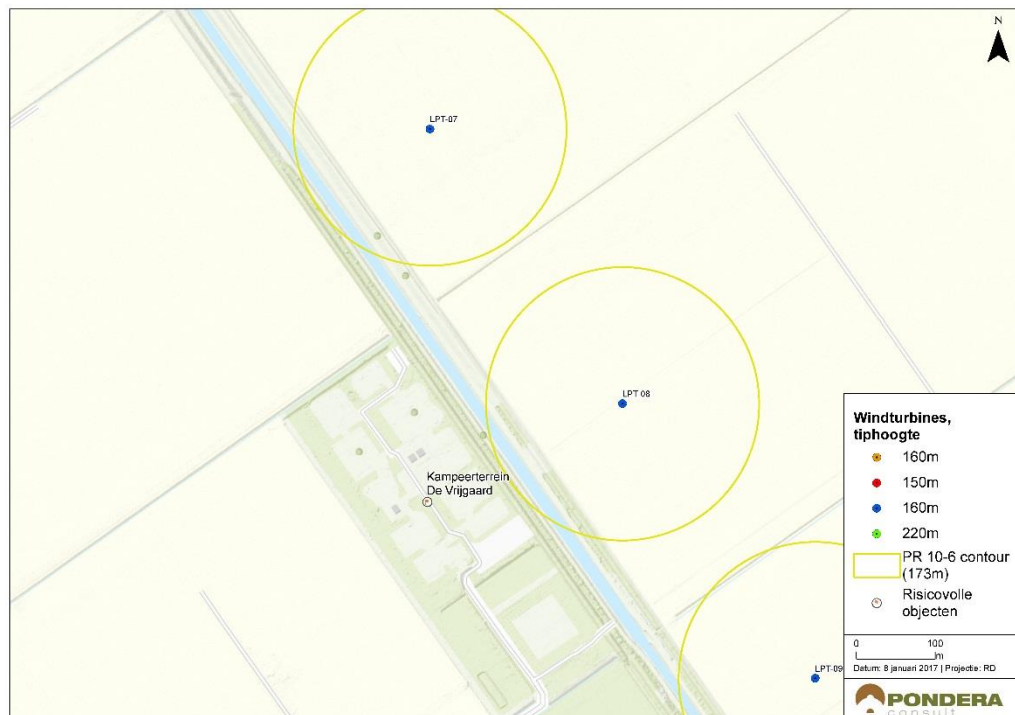 N
LPT-07
LPT 08
Kampeerterrein
De Vrijgaard
LPT-09
Windturbines,
tiphoogte
160m
150m
160m
220m
PR 10-6 contour
(173m)
Risicovolle
objecten
0 100
m
Datum: 8 januari 2017 | Projectie: RD
PONDERA
consult